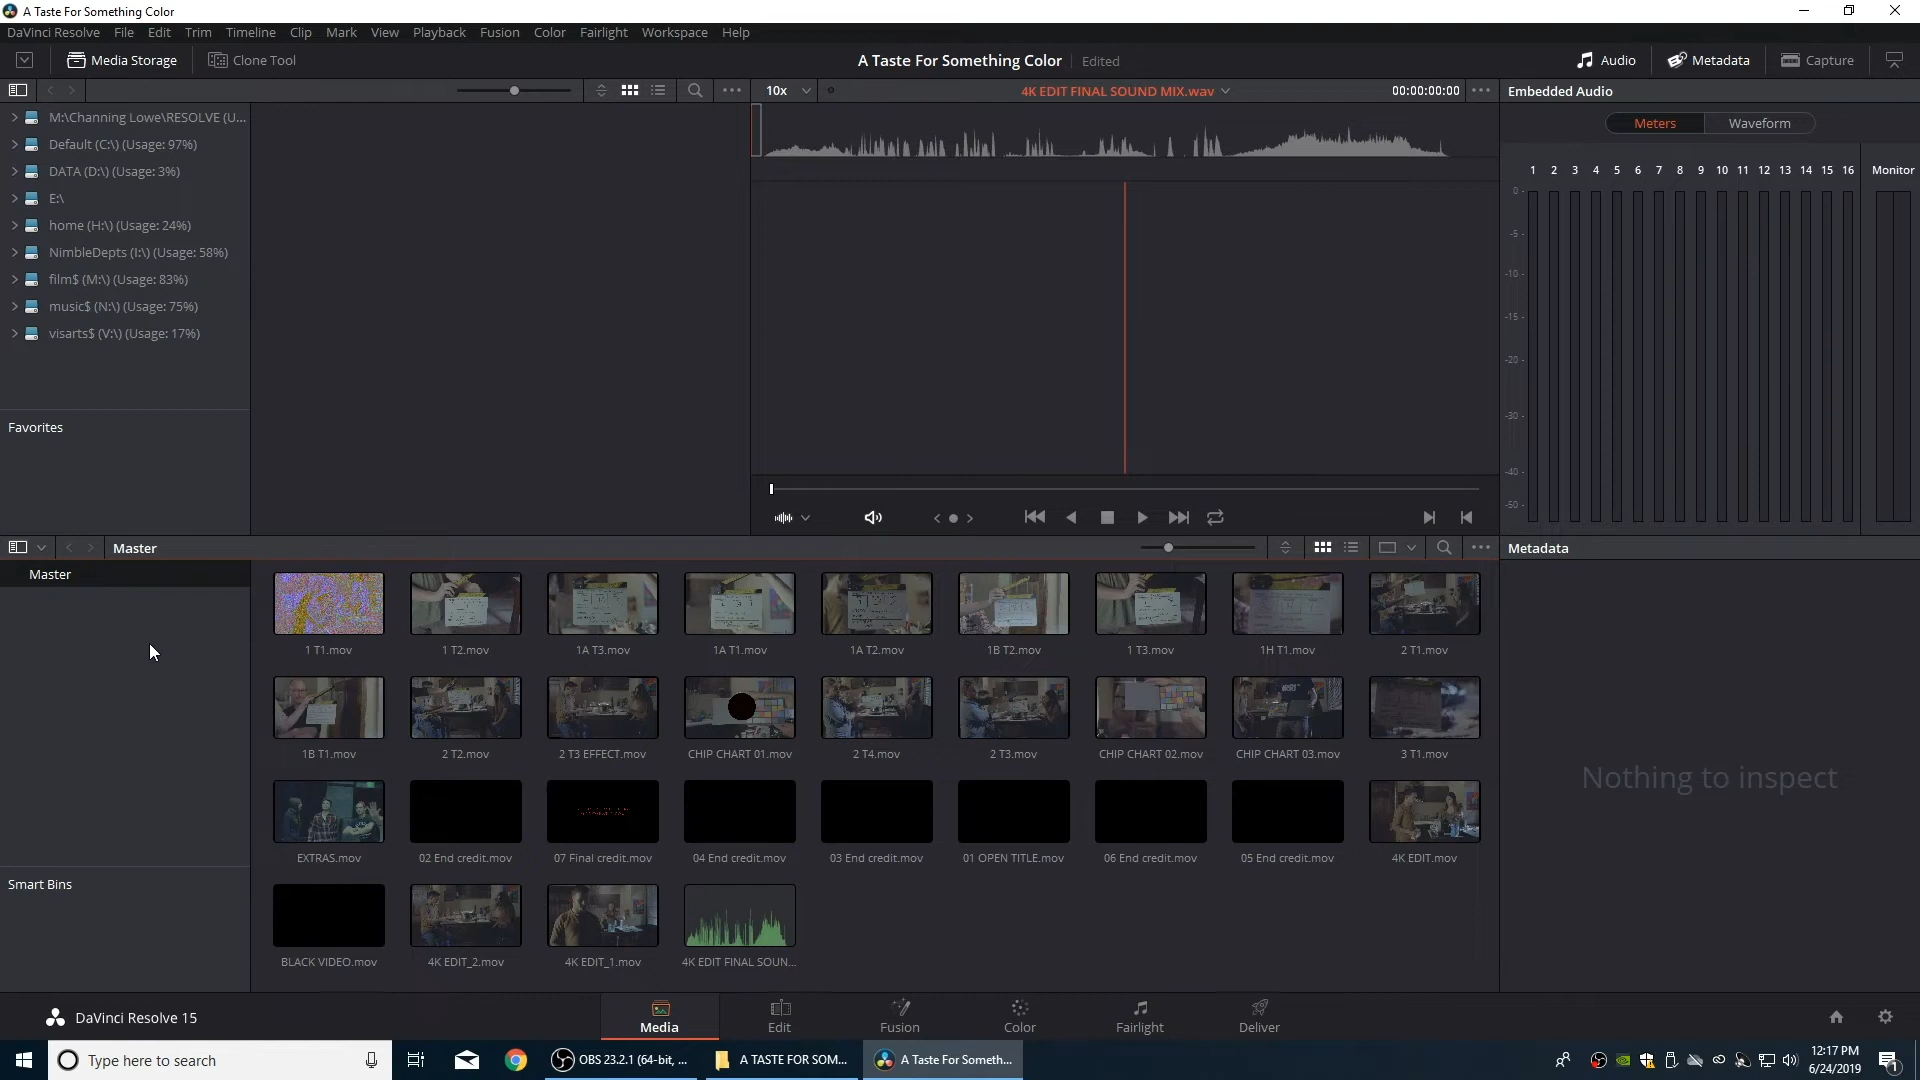 A Taste For Something Color
DaVinci Resolve File Edit Trim Timeline Clip Mark View Playback Fusion Color Fairlight Workspace Help
Media Storage Clone Tool A Taste For Something Color Edited Audio Metadata Capture
10x 4K EDIT FINAL SOUND MIX.wav 00:00:00:00 Embedded Audio
M:\Channing Lowe\RESOLVE (U...
Default (C:\) (Usage: 97%)
DATA (D:\) (Usage: 3%)
E:\
home (H:\) (Usage: 24%)
NimbleDepts (I:\) (Usage: 58%)
film$ (M:\) (Usage: 83%)
music$ (N:\) (Usage: 75%)
visarts$ (V:\) (Usage: 17%)
Favorites
Meters Waveform
1 2 3 4 5 6 7 8 9 10 11 12 13 14 15 16 Monitor
0 -
-5 -
-10 -
-15 -
-20 -
-30 -
-40 -
-50 -
Master
Metadata
Master
1 T1.mov 1 T2.mov 1A T3.mov 1A T1.mov 1A T2.mov 1B T2.mov 1 T3.mov 1H T1.mov 2 T1.mov
1B T1.mov 2 T2.mov 2 T3 EFFECT.mov CHIP CHART 01.mov 2 T4.mov 2 T3.mov CHIP CHART 02.mov CHIP CHART 03.mov 3 T1.mov
Nothing to inspect
EXTRAS.mov 02 End credit.mov 07 Final credit.mov 04 End credit.mov 03 End credit.mov 01 OPEN TITLE.mov 06 End credit.mov 05 End credit.mov 4K EDIT.mov
Smart Bins
BLACK VIDEO.mov 4K EDIT_2.mov 4K EDIT_1.mov 4K EDIT FINAL SOUN...
DaVinci Resolve 15
Media Edit Fusion Color Fairlight Deliver
Type here to search
OBS 23.2.1 (64-bit, ...
A TASTE FOR SOM...
A Taste For Someth...
12:17 PM
6/24/2019
1